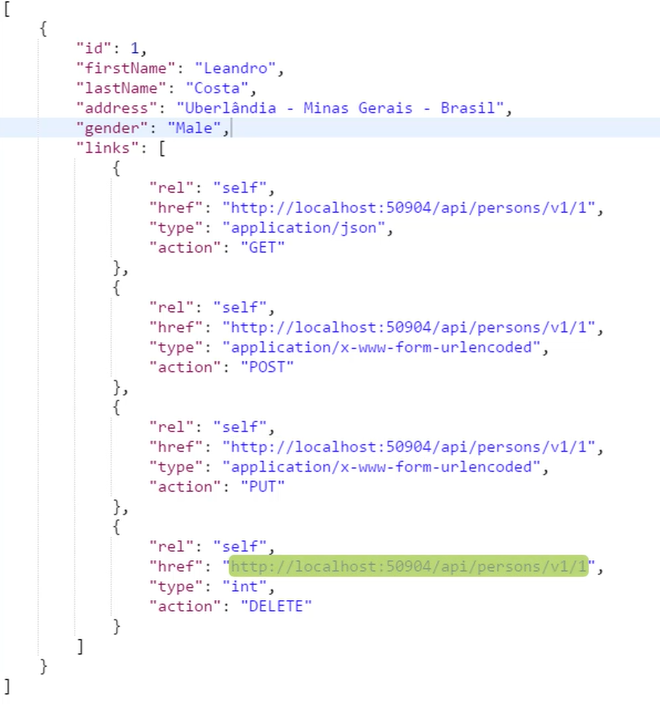 [
{
"id": 1,
"firstName": "Leandro",
"lastName": "Costa",
"address": "Uberlândia - Minas Gerais - Brasil",
"gender": "Male",
"links": [
{
"rel": "self",
"href": "http://localhost:50904/api/persons/v1/1",
"type": "application/json",
"action": "GET"
},
{
"rel": "self",
"href": "http://localhost:50904/api/persons/v1/1",
"type": "application/x-www-form-urlencoded",
"action": "POST"
},
{
"rel": "self",
"href": "http://localhost:50904/api/persons/v1/1",
"type": "application/x-www-form-urlencoded",
"action": "PUT"
},
{
"rel": "self",
"href": "http://localhost:50904/api/persons/v1/1",
"type": "int",
"action": "DELETE"
}
]
}
]